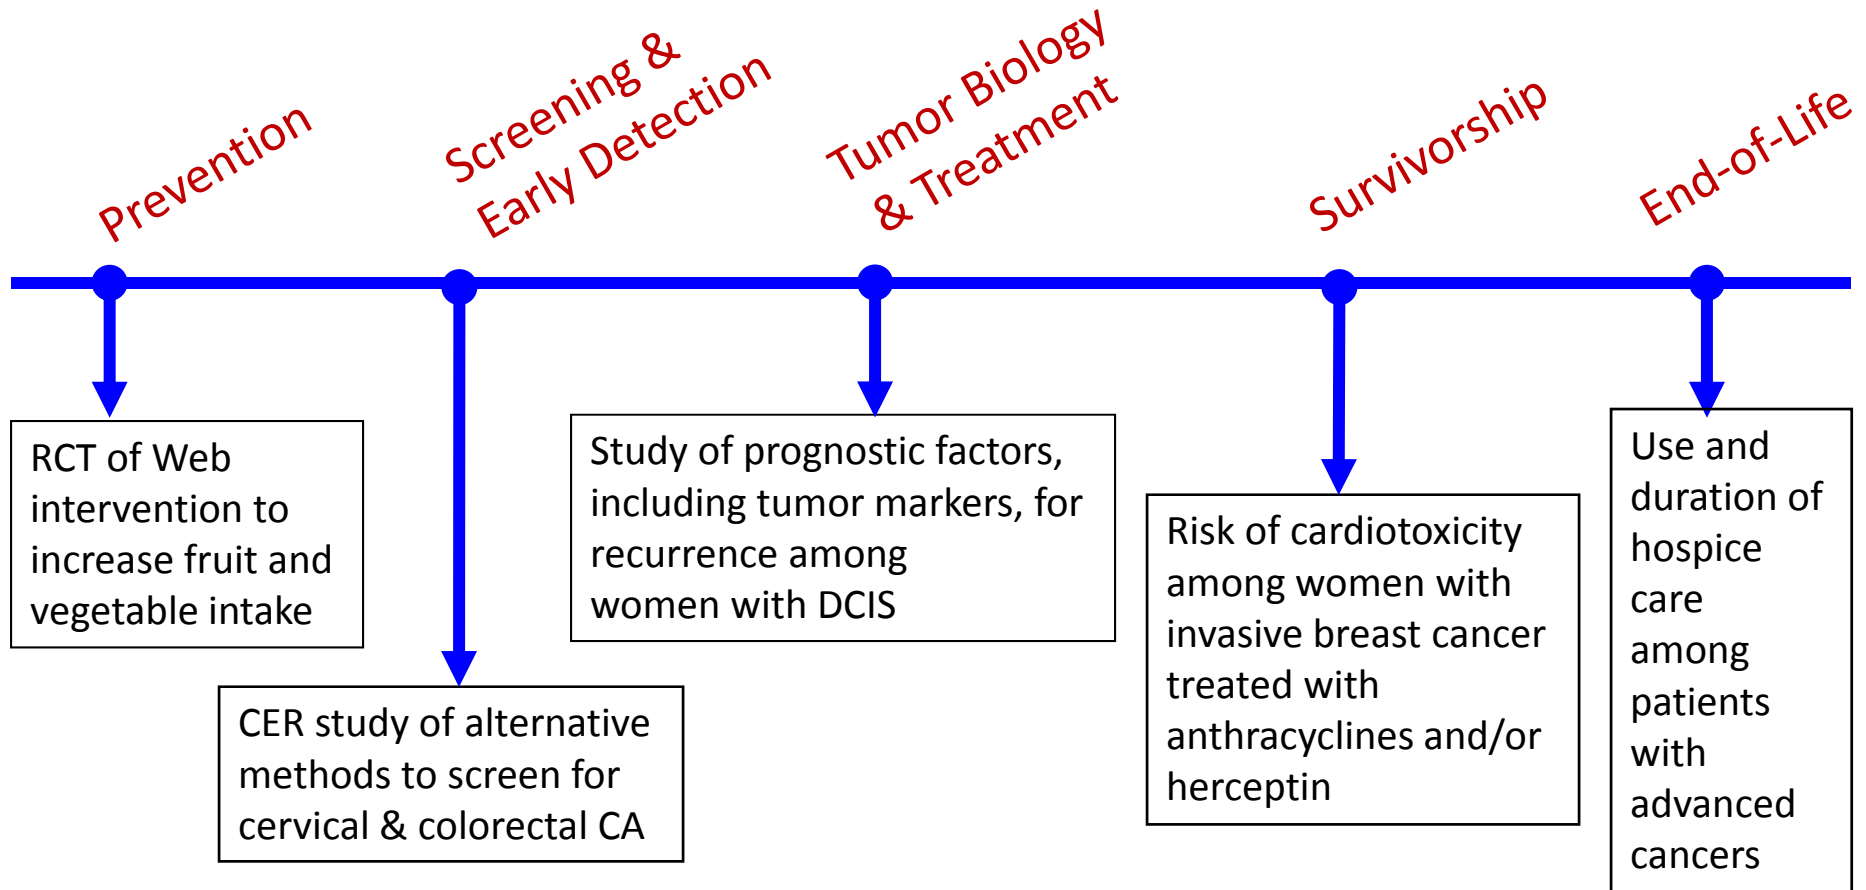 Prevention
Screening &
Early Detection
Tumor Biology
& Treatment
Survivorship
End-of-Life
RCT of Web
intervention to
increase fruit and
vegetable intake
CER study of alternative
methods to screen for
cervical & colorectal CA
Study of prognostic factors,
including tumor markers, for
recurrence among
women with DCIS
Risk of cardiotoxicity
among women with
invasive breast cancer
treated with
anthracyclines and/or
herceptin
Use and
duration of
hospice
care
among
patients
with
advanced
cancers